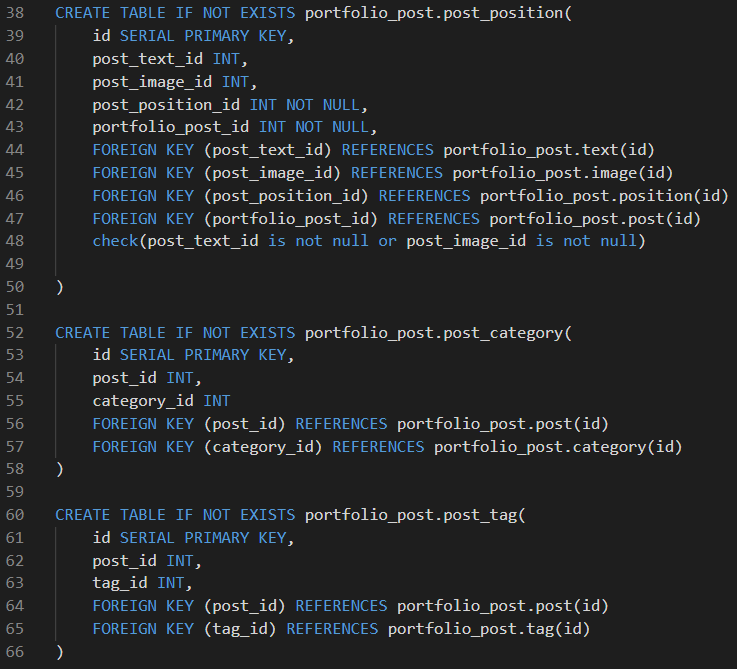 38 CREATE TABLE IF NOT EXISTS portfolio_post.post_position(
39 id SERIAL PRIMARY KEY,
40 post_text_id INT,
41 post_image_id INT,
42 post_position_id INT NOT NULL,
43 portfolio_post_id INT NOT NULL,
44 FOREIGN KEY (post_text_id) REFERENCES portfolio_post.text(id)
45 FOREIGN KEY (post_image_id) REFERENCES portfolio_post.image(id)
46 FOREIGN KEY (post_position_id) REFERENCES portfolio_post.position(id)
47 FOREIGN KEY (portfolio_post_id) REFERENCES portfolio_post.post(id)
48 check(post_text_id is not null or post_image_id is not null)
49
50 )
51
52 CREATE TABLE IF NOT EXISTS portfolio_post.post_category(
53 id SERIAL PRIMARY KEY,
54 post_id INT,
55 category_id INT
56 FOREIGN KEY (post_id) REFERENCES portfolio_post.post(id)
57 FOREIGN KEY (category_id) REFERENCES portfolio_post.category(id)
58 )
59
60 CREATE TABLE IF NOT EXISTS portfolio_post.post_tag(
61 id SERIAL PRIMARY KEY,
62 post_id INT,
63 tag_id INT,
64 FOREIGN KEY (post_id) REFERENCES portfolio_post.post(id)
65 FOREIGN KEY (tag_id) REFERENCES portfolio_post.tag(id)
66 )